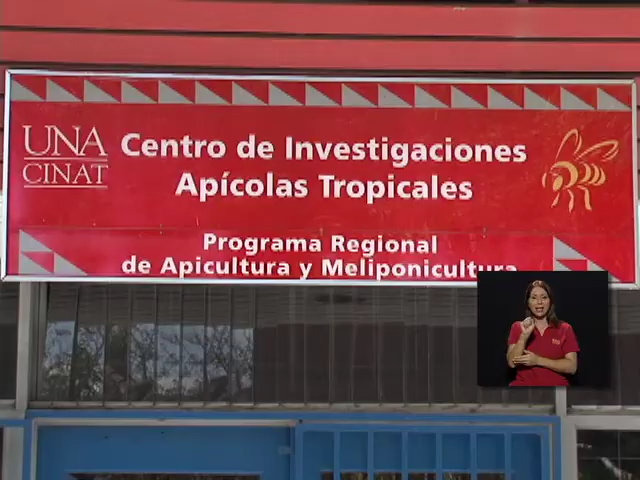 UNA
CINAT
Centro de Investigaciones
Apícolas Tropicales
Programa Regional
de Apicultura y Meliponicultura